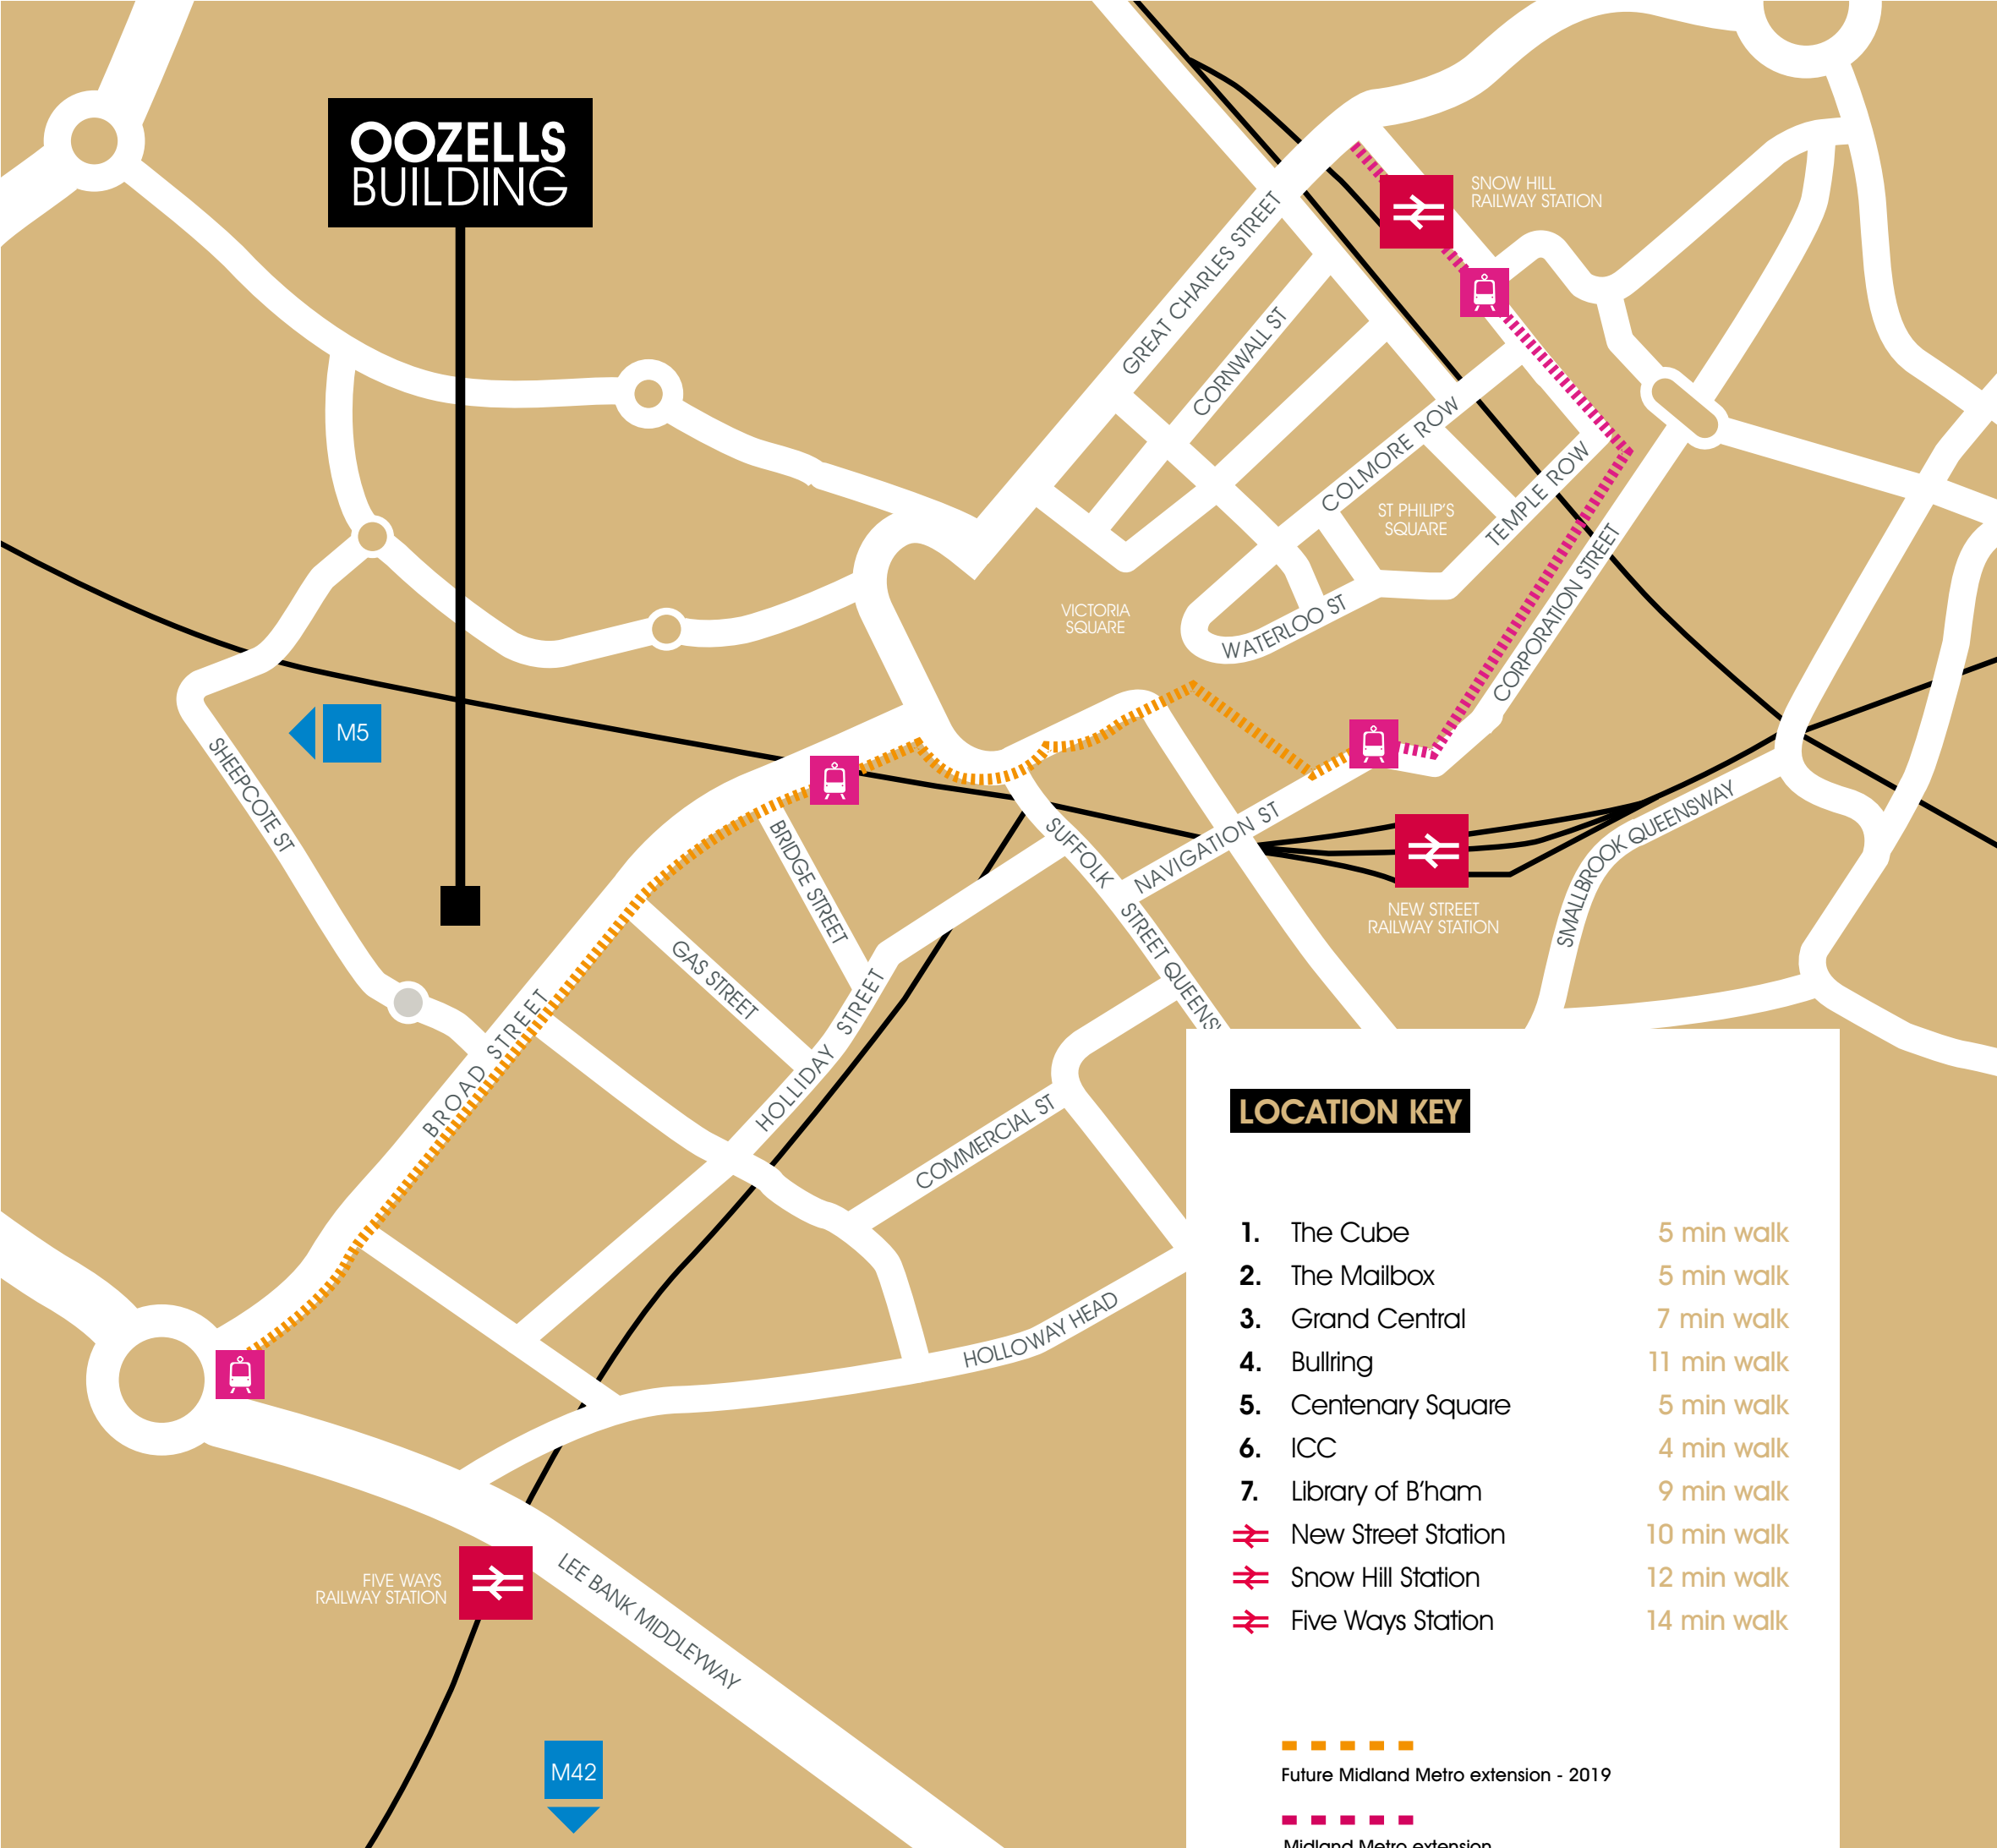 OOZELLS
BUILDING
SNOW HILL
RAILWAY STATION
GREAT CHARLES STREET
CORNWALL ST
COLMORE ROW
ST PHILIP'S
SQUARE
TEMPLE ROW
VICTORIA
SQUARE
WATERLOO ST
CORPORATION STREET
M5
SHEEPCOTE ST
BRIDGE STREET
SUFFOLK STREET QUEENS
NAVIGATION ST
SMALLBROOK QUEENSWAY
NEW STREET
RAILWAY STATION
GAS STREET
BROAD STREET
HOLLIDAY STREET
COMMERCIAL ST
HOLLOWAY HEAD
FIVE WAYS
RAILWAY STATION
LEE BANK MIDDLEYWAY
M42
LOCATION KEY
1. The Cube 5 min walk
2. The Mailbox 5 min walk
3. Grand Central 7 min walk
4. Bullring 11 min walk
5. Centenary Square 5 min walk
6. ICC 4 min walk
7. Library of B'ham 9 min walk
New Street Station 10 min walk
Snow Hill Station 12 min walk
Five Ways Station 14 min walk
Future Midland Metro extension - 2019
Midland Metro extension